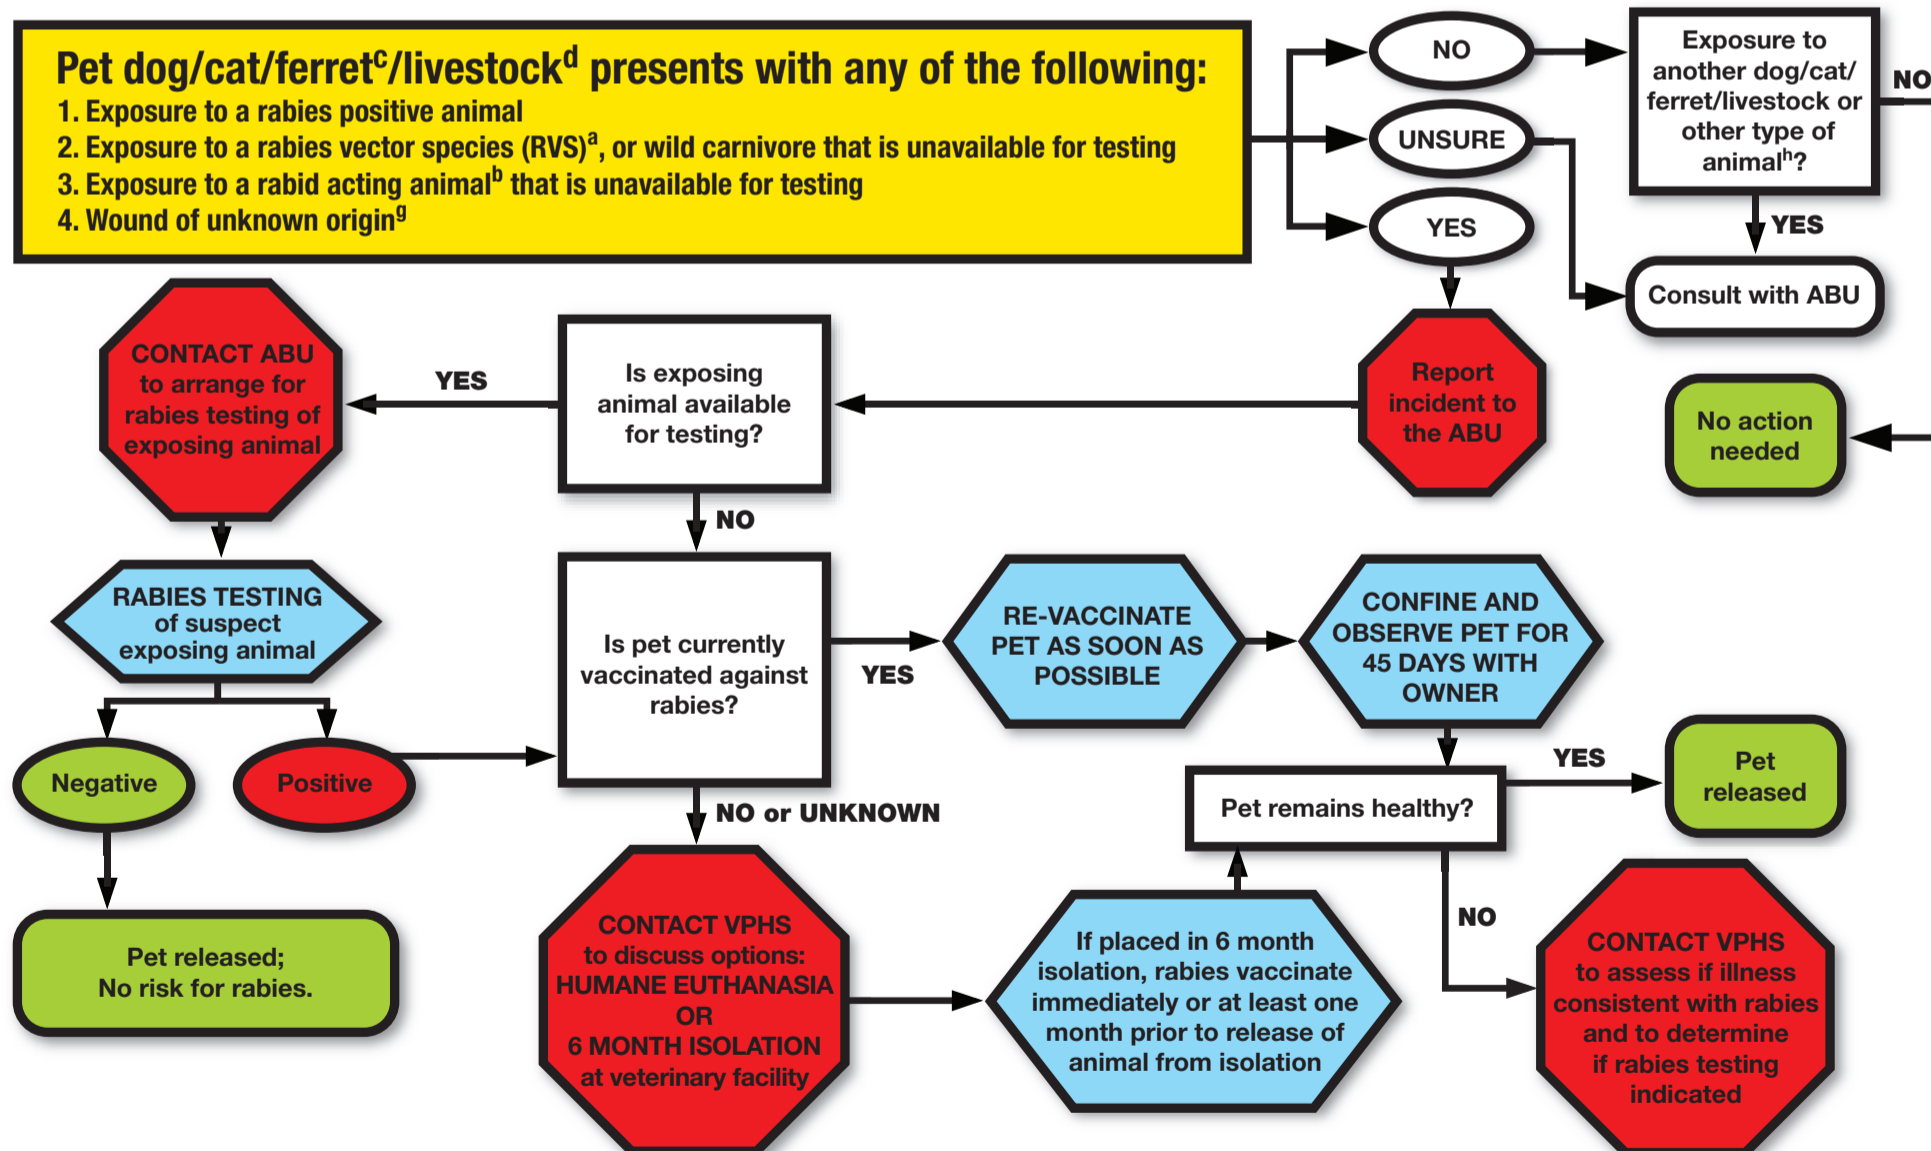 Pet dog/cat/ferretᶜ/livestockᵈ presents with any of the following:
1. Exposure to a rabies positive animal
2. Exposure to a rabies vector species (RVS)ᵃ, or wild carnivore that is unavailable for testing
3. Exposure to a rabid acting animalᵇ that is unavailable for testing
4. Wound of unknown originᵍ
NO
UNSURE
YES
Exposure to
another dog/cat/
ferret/livestock or
other type of
animalʰ?
NO
YES
Consult with ABU
No action
needed
Report
incident to
the ABU
Is exposing
animal available
for testing?
YES
NO
CONTACT ABU
to arrange for
rabies testing of
exposing animal
RABIES TESTING
of suspect
exposing animal
Negative
Positive
Pet released;
No risk for rabies.
Is pet currently
vaccinated against
rabies?
YES
NO or UNKNOWN
RE-VACCINATE
PET AS SOON AS
POSSIBLE
CONFINE AND
OBSERVE PET FOR
45 DAYS WITH
OWNER
Pet remains healthy?
YES
Pet
released
NO
CONTACT VPHS
to discuss options:
HUMANE EUTHANASIA
OR
6 MONTH ISOLATION
at veterinary facility
If placed in 6 month
isolation, rabies vaccinate
immediately or at least one
month prior to release of
animal from isolation
CONTACT VPHS
to assess if illness
consistent with rabies
and to determine
if rabies testing
indicated